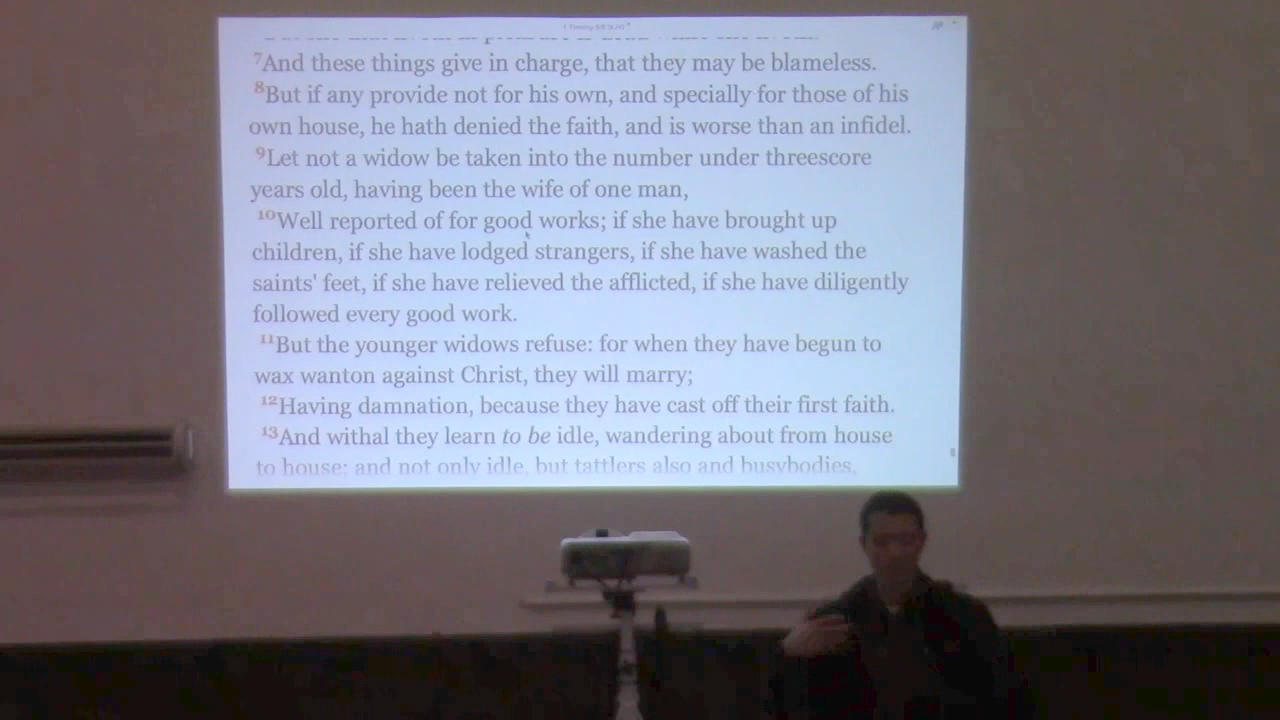 7And these things give in charge, that they may be blameless.
8But if any provide not for his own, and specially for those of his
own house, he hath denied the faith, and is worse than an infidel.
9Let not a widow be taken into the number under threescore
years old, having been the wife of one man,
10Well reported of for good works; if she have brought up
children, if she have lodged strangers, if she have washed the
saints' feet, if she have relieved the afflicted, if she have diligently
followed every good work.
11But the younger widows refuse: for when they have begun to
wax wanton against Christ, they will marry;
12Having damnation, because they have cast off their first faith.
13And withal they learn to be idle, wandering about from house
to house; and not only idle, but tattlers also and busybodies,